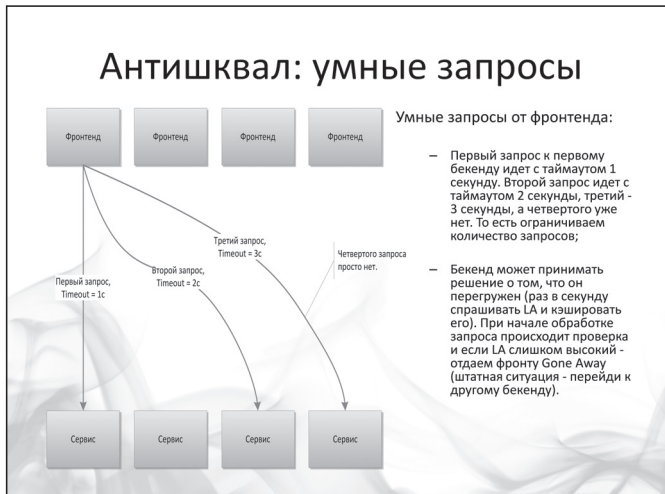 Антишквал: умные запросы
Фронтенд
Фронтенд
Фронтенд
Фронтенд
Первый запрос,
Timeout = 1с
Второй запрос,
Timeout = 2с
Третий запрос,
Timeout = 3с
Четвертого запроса
просто нет.
Сервис
Сервис
Сервис
Сервис
Умные запросы от фронтенда:
– Первый запрос к первому
бекенду идет с таймаутом 1
секунду. Второй запрос идет с
таймаутом 2 секунды, третий -
3 секунды, а четвертого уже
нет. То есть ограничиваем
количество запросов;
– Бекенд может принимать
решение о том, что он
перегружен (раз в секунду
спрашивать LA и кэшировать
его). При начале обработке
запроса происходит проверка
и если LA слишком высокий -
отдаем фронту Gone Away
(штатная ситуация - перейди к
другому бекенду).